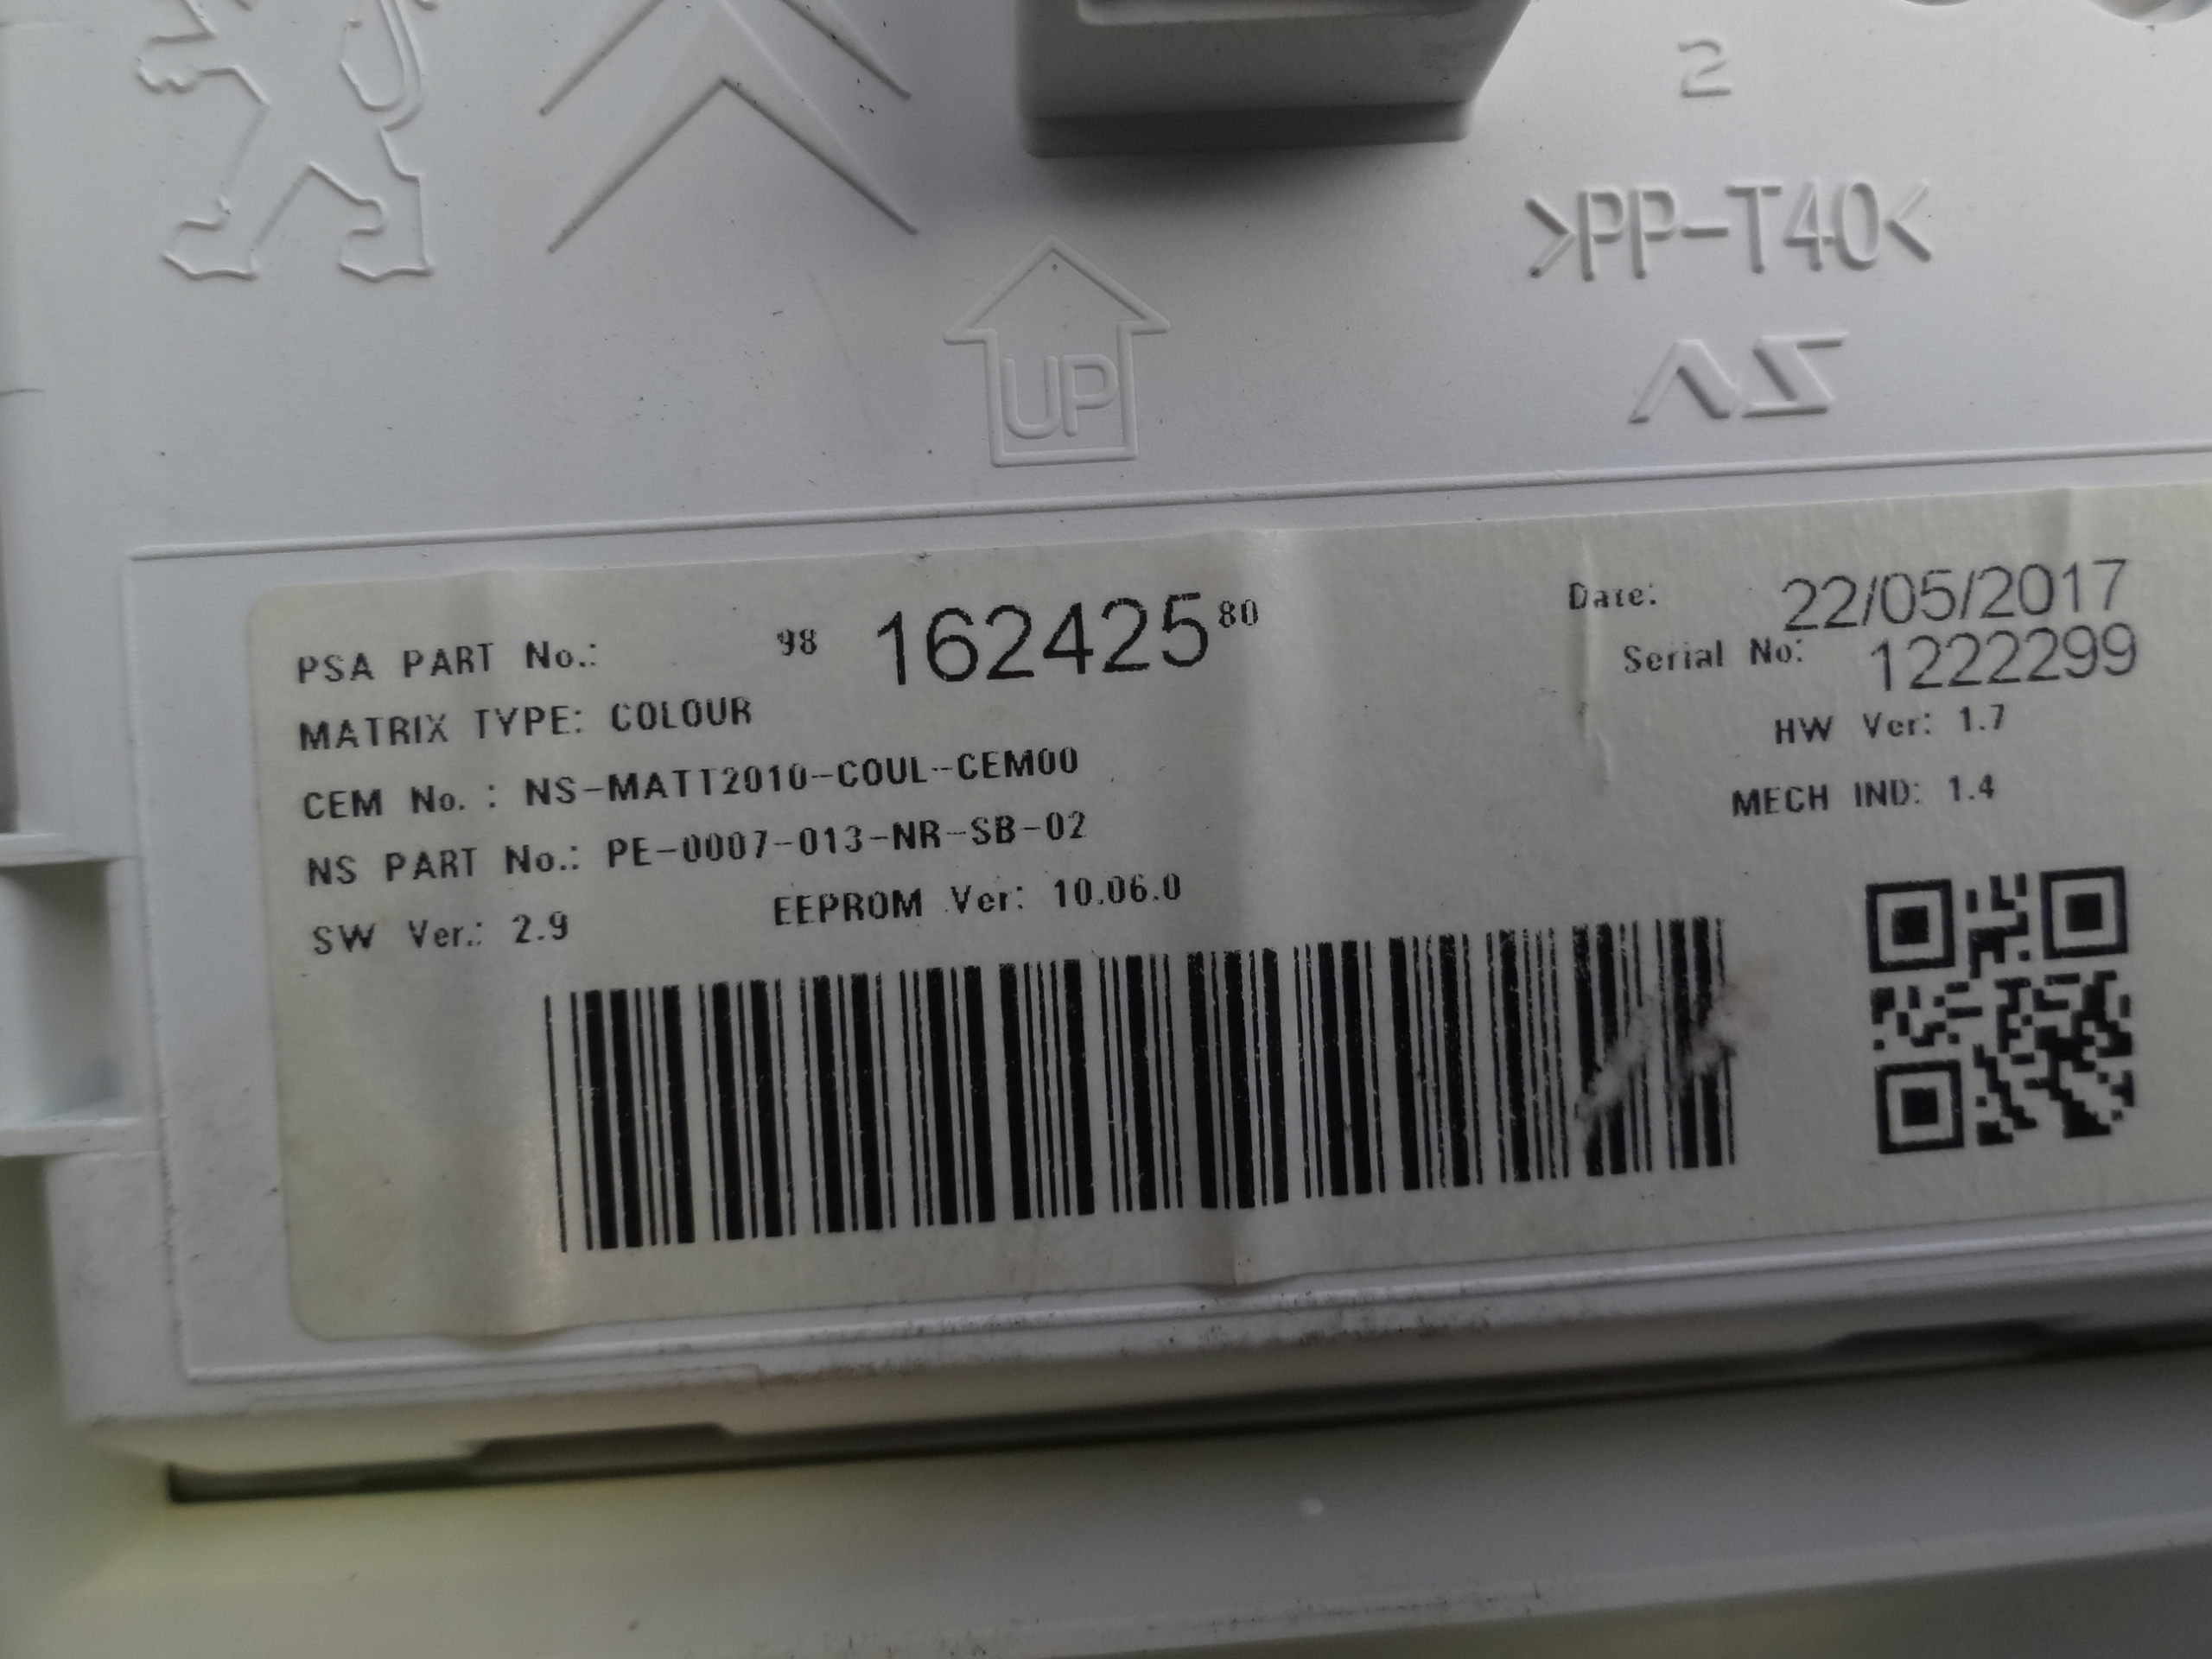 2
>PP-T40<
NS
UP
PSA PART No.: 98 162425 80
Date: 22/05/2017
Serial No: 1222299
MATRIX TYPE: COLOUR
HW Ver: 1.7
CEM No. : NS-MATT2010-COUL-CEM00
MECH IND: 1.4
NS PART No.: PE-0007-013-NR-SB-02
SW Ver.: 2.9 EEPROM Ver: 10.06.0